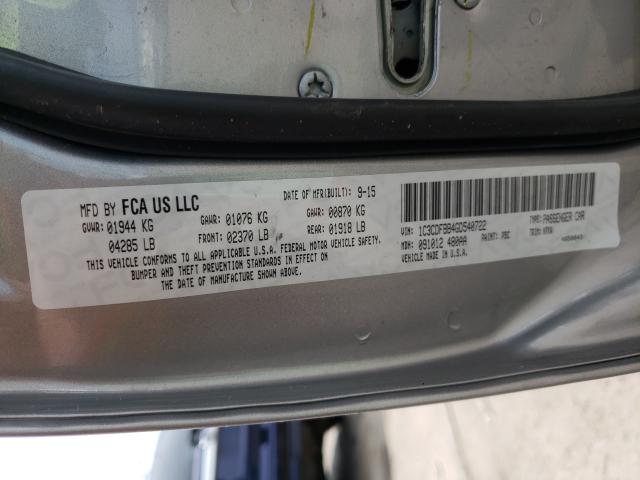 MFD BY FCA US LLC DATE OF MFR(BUILT): 9-15
GVWR: 01944 KG GAWR: 01076 KG GAWR: 00870 KG
04285 LB FRONT: 02370 LB REAR: 01918 LB
THIS VEHICLE CONFORMS TO ALL APPLICABLE U.S.A. FEDERAL MOTOR VEHICLE SAFETY,
BUMPER AND THEFT PREVENTION STANDARDS IN EFFECT ON
THE DATE OF MANUFACTURE SHOWN ABOVE.
VIN: 1C3CDFBB4GD540722 TYPE: PASSENGER CAR
MDH: 091012 480AA PAINT: PSC TRIM:
VEHICLE MADE IN U.S.A.